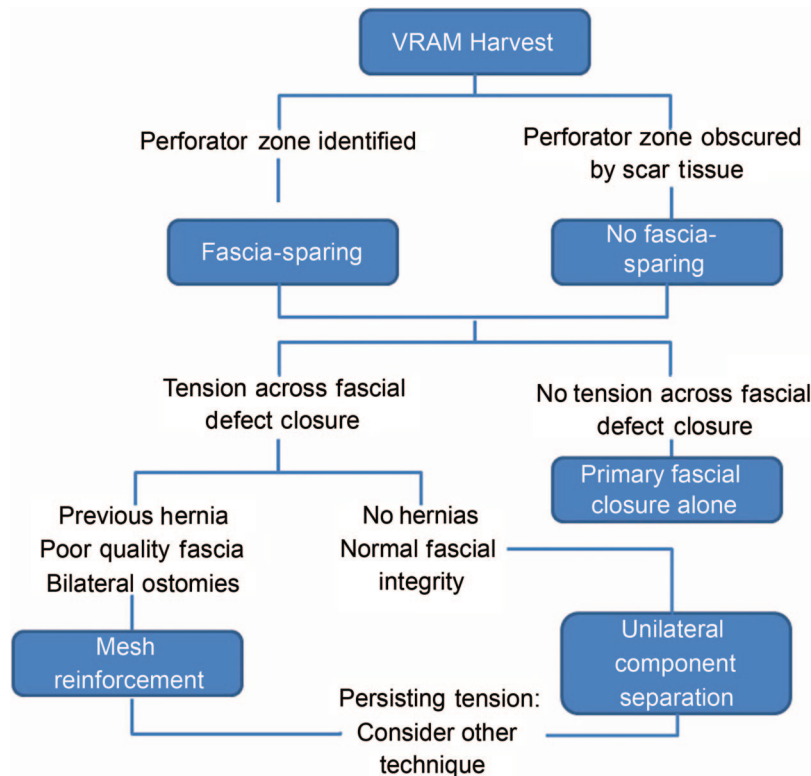 VRAM Harvest
Perforator zone identified
Perforator zone obscured
by scar tissue
Fascia-sparing
No fascia-
sparing
Tension across fascial
defect closure
No tension across fascial
defect closure
Primary fascial
closure alone
Previous hernia
Poor quality fascia
Bilateral ostomies
No hernias
Normal fascial
integrity
Mesh
reinforcement
Unilateral
component
separation
Persisting tension:
Consider other
technique